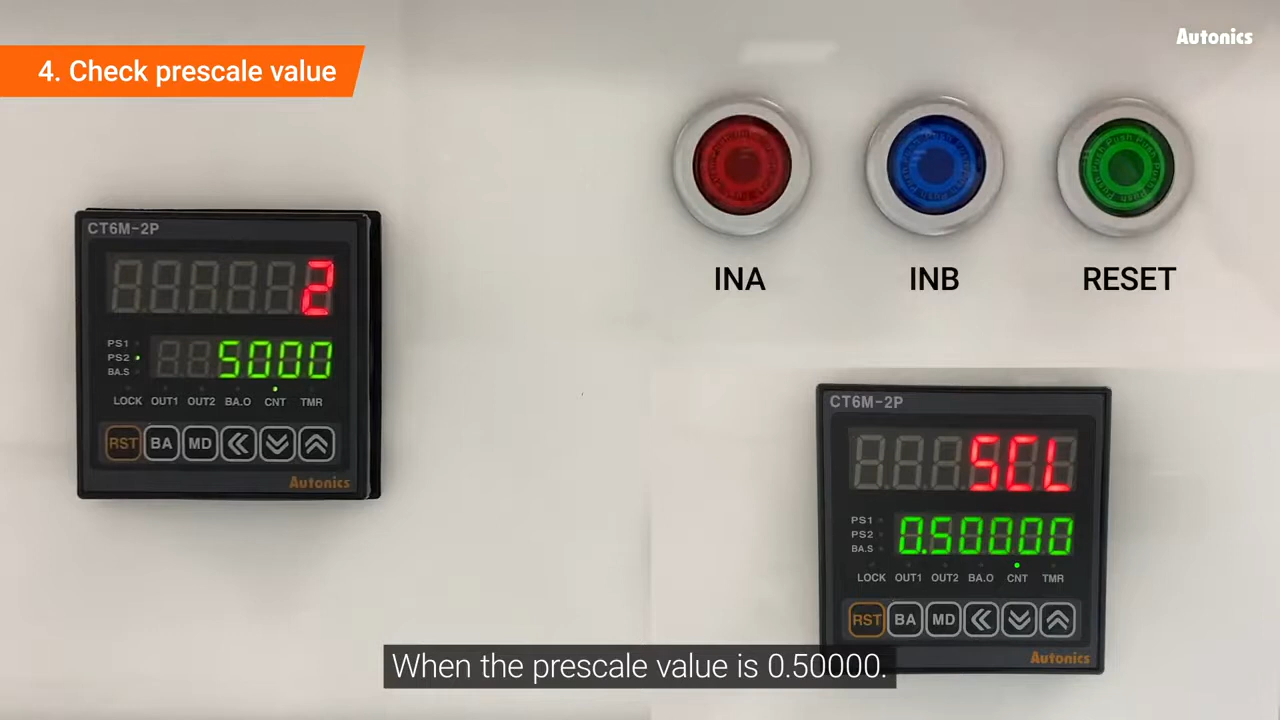 Autonics
4. Check prescale value
INA INB RESET
CT6M-2P
2
PS1
PS2
BA.S
5000
LOCK OUT1 OUT2 BA.O CNT TMR
RST BA MD
Autonics
CT6M-2P
SCL
PS1
PS2
BA.S
0.50000
LOCK OUT1 OUT2 BA.O CNT TMR
RST BA MD
Autonics
When the prescale value is 0.50000.